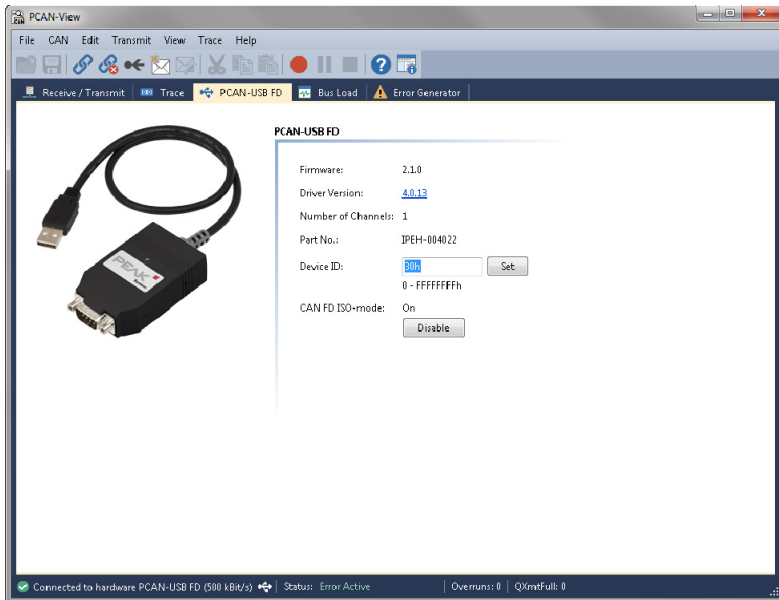 PCAN-View
File CAN Edit Transmit View Trace Help
Receive / Transmit Trace PCAN-USB FD Bus Load Error Generator
PCAN-USB FD
Firmware: 2.1.0
Driver Version: 4.0.13
Number of Channels: 1
Part No.: IPEH-004022
Device ID: 30h Set
0 - FFFFFFFFh
CAN FD ISO-mode: On
Disable
PEAK
System
Connected to hardware PCAN-USB FD (500 kBit/s) Status: Error Active Overruns: 0 QXmtFull: 0